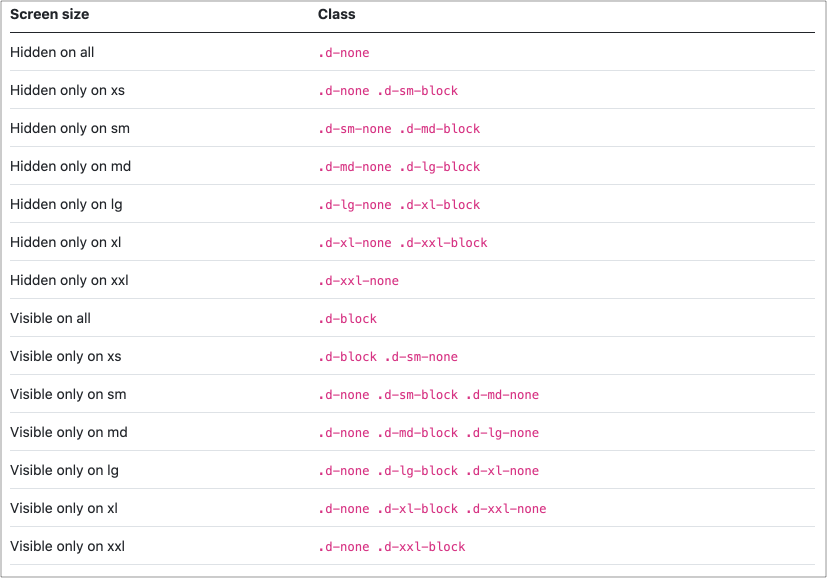 Screen size Class
Hidden on all .d-none
Hidden only on xs .d-none .d-sm-block
Hidden only on sm .d-sm-none .d-md-block
Hidden only on md .d-md-none .d-lg-block
Hidden only on lg .d-lg-none .d-xl-block
Hidden only on xl .d-xl-none .d-xxl-block
Hidden only on xxl .d-xxl-none
Visible on all .d-block
Visible only on xs .d-block .d-sm-none
Visible only on sm .d-none .d-sm-block .d-md-none
Visible only on md .d-none .d-md-block .d-lg-none
Visible only on lg .d-none .d-lg-block .d-xl-none
Visible only on xl .d-none .d-xl-block .d-xxl-none
Visible only on xxl .d-none .d-xxl-block